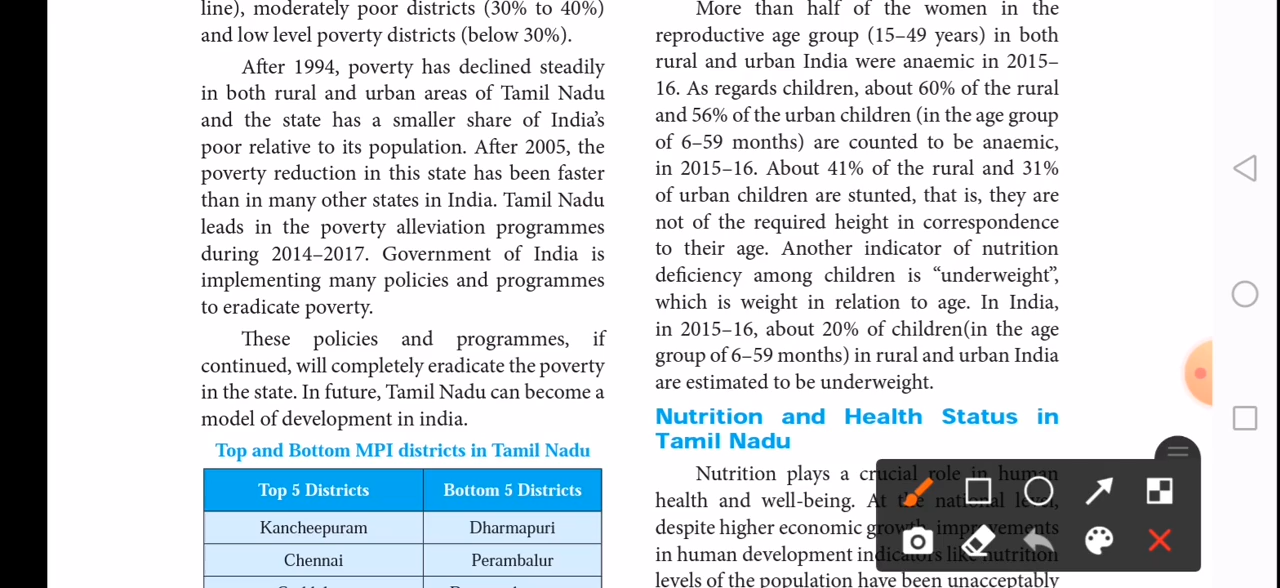 line), moderately poor districts (30% to 40%)
and low level poverty districts (below 30%).
After 1994, poverty has declined steadily
in both rural and urban areas of Tamil Nadu
and the state has a smaller share of India's
poor relative to its population. After 2005, the
poverty reduction in this state has been faster
than in many other states in India. Tamil Nadu
leads in the poverty alleviation programmes
during 2014–2017. Government of India is
implementing many policies and programmes
to eradicate poverty.
These policies and programmes, if
continued, will completely eradicate the poverty
in the state. In future, Tamil Nadu can become a
model of development in india.
Top and Bottom MPI districts in Tamil Nadu
Top 5 Districts Bottom 5 Districts
Kancheepuram Dharmapuri
Chennai Perambalur
More than half of the women in the
reproductive age group (15–49 years) in both
rural and urban India were anaemic in 2015–
16. As regards children, about 60% of the rural
and 56% of the urban children (in the age group
of 6–59 months) are counted to be anaemic,
in 2015–16. About 41% of the rural and 31%
of urban children are stunted, that is, they are
not of the required height in correspondence
to their age. Another indicator of nutrition
deficiency among children is “underweight”,
which is weight in relation to age. In India,
in 2015–16, about 20% of children(in the age
group of 6–59 months) in rural and urban India
are estimated to be underweight.
Nutrition and Health Status in
Tamil Nadu
Nutrition plays a crucial role in human
health and well-being. At the national level,
despite higher economic growth, improvements
in human development indicators like nutrition
levels of the population have been unacceptably